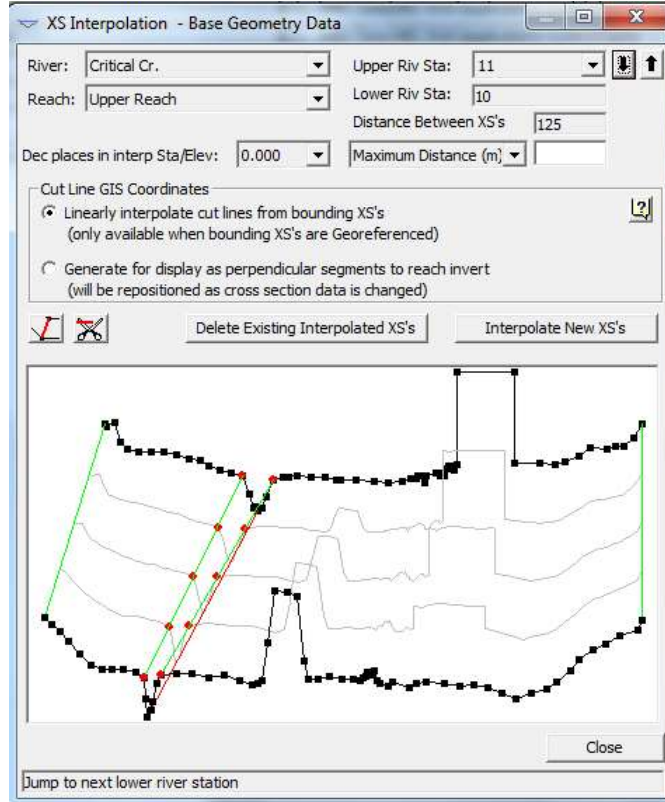 XS Interpolation - Base Geometry Data
River: Critical Cr. Upper Riv Sta: 11
Reach: Upper Reach Lower Riv Sta: 10
Distance Between XS's 125
Dec places in interp Sta/Elev: 0.000 Maximum Distance (m)
Cut Line GIS Coordinates
Linearly interpolate cut lines from bounding XS's
(only available when bounding XS's are Georeferenced)
Generate for display as perpendicular segments to reach invert
(will be repositioned as cross section data is changed)
Delete Existing Interpolated XS's Interpolate New XS's
Close
Jump to next lower river station